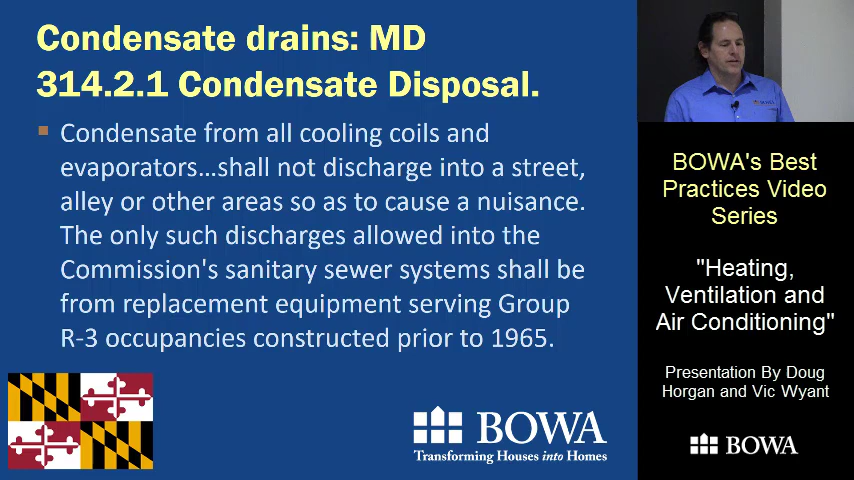 Condensate drains: MD
314.2.1 Condensate Disposal.
Condensate from all cooling coils and
evaporators...shall not discharge into a street,
alley or other areas so as to cause a nuisance.
The only such discharges allowed into the
Commission's sanitary sewer systems shall be
from replacement equipment serving Group
R-3 occupancies constructed prior to 1965.
BOWA
Transforming Houses into Homes
BOWA's Best
Practices Video
Series
"Heating,
Ventilation and
Air Conditioning"
Presentation By Doug
Horgan and Vic Wyant
BOWA